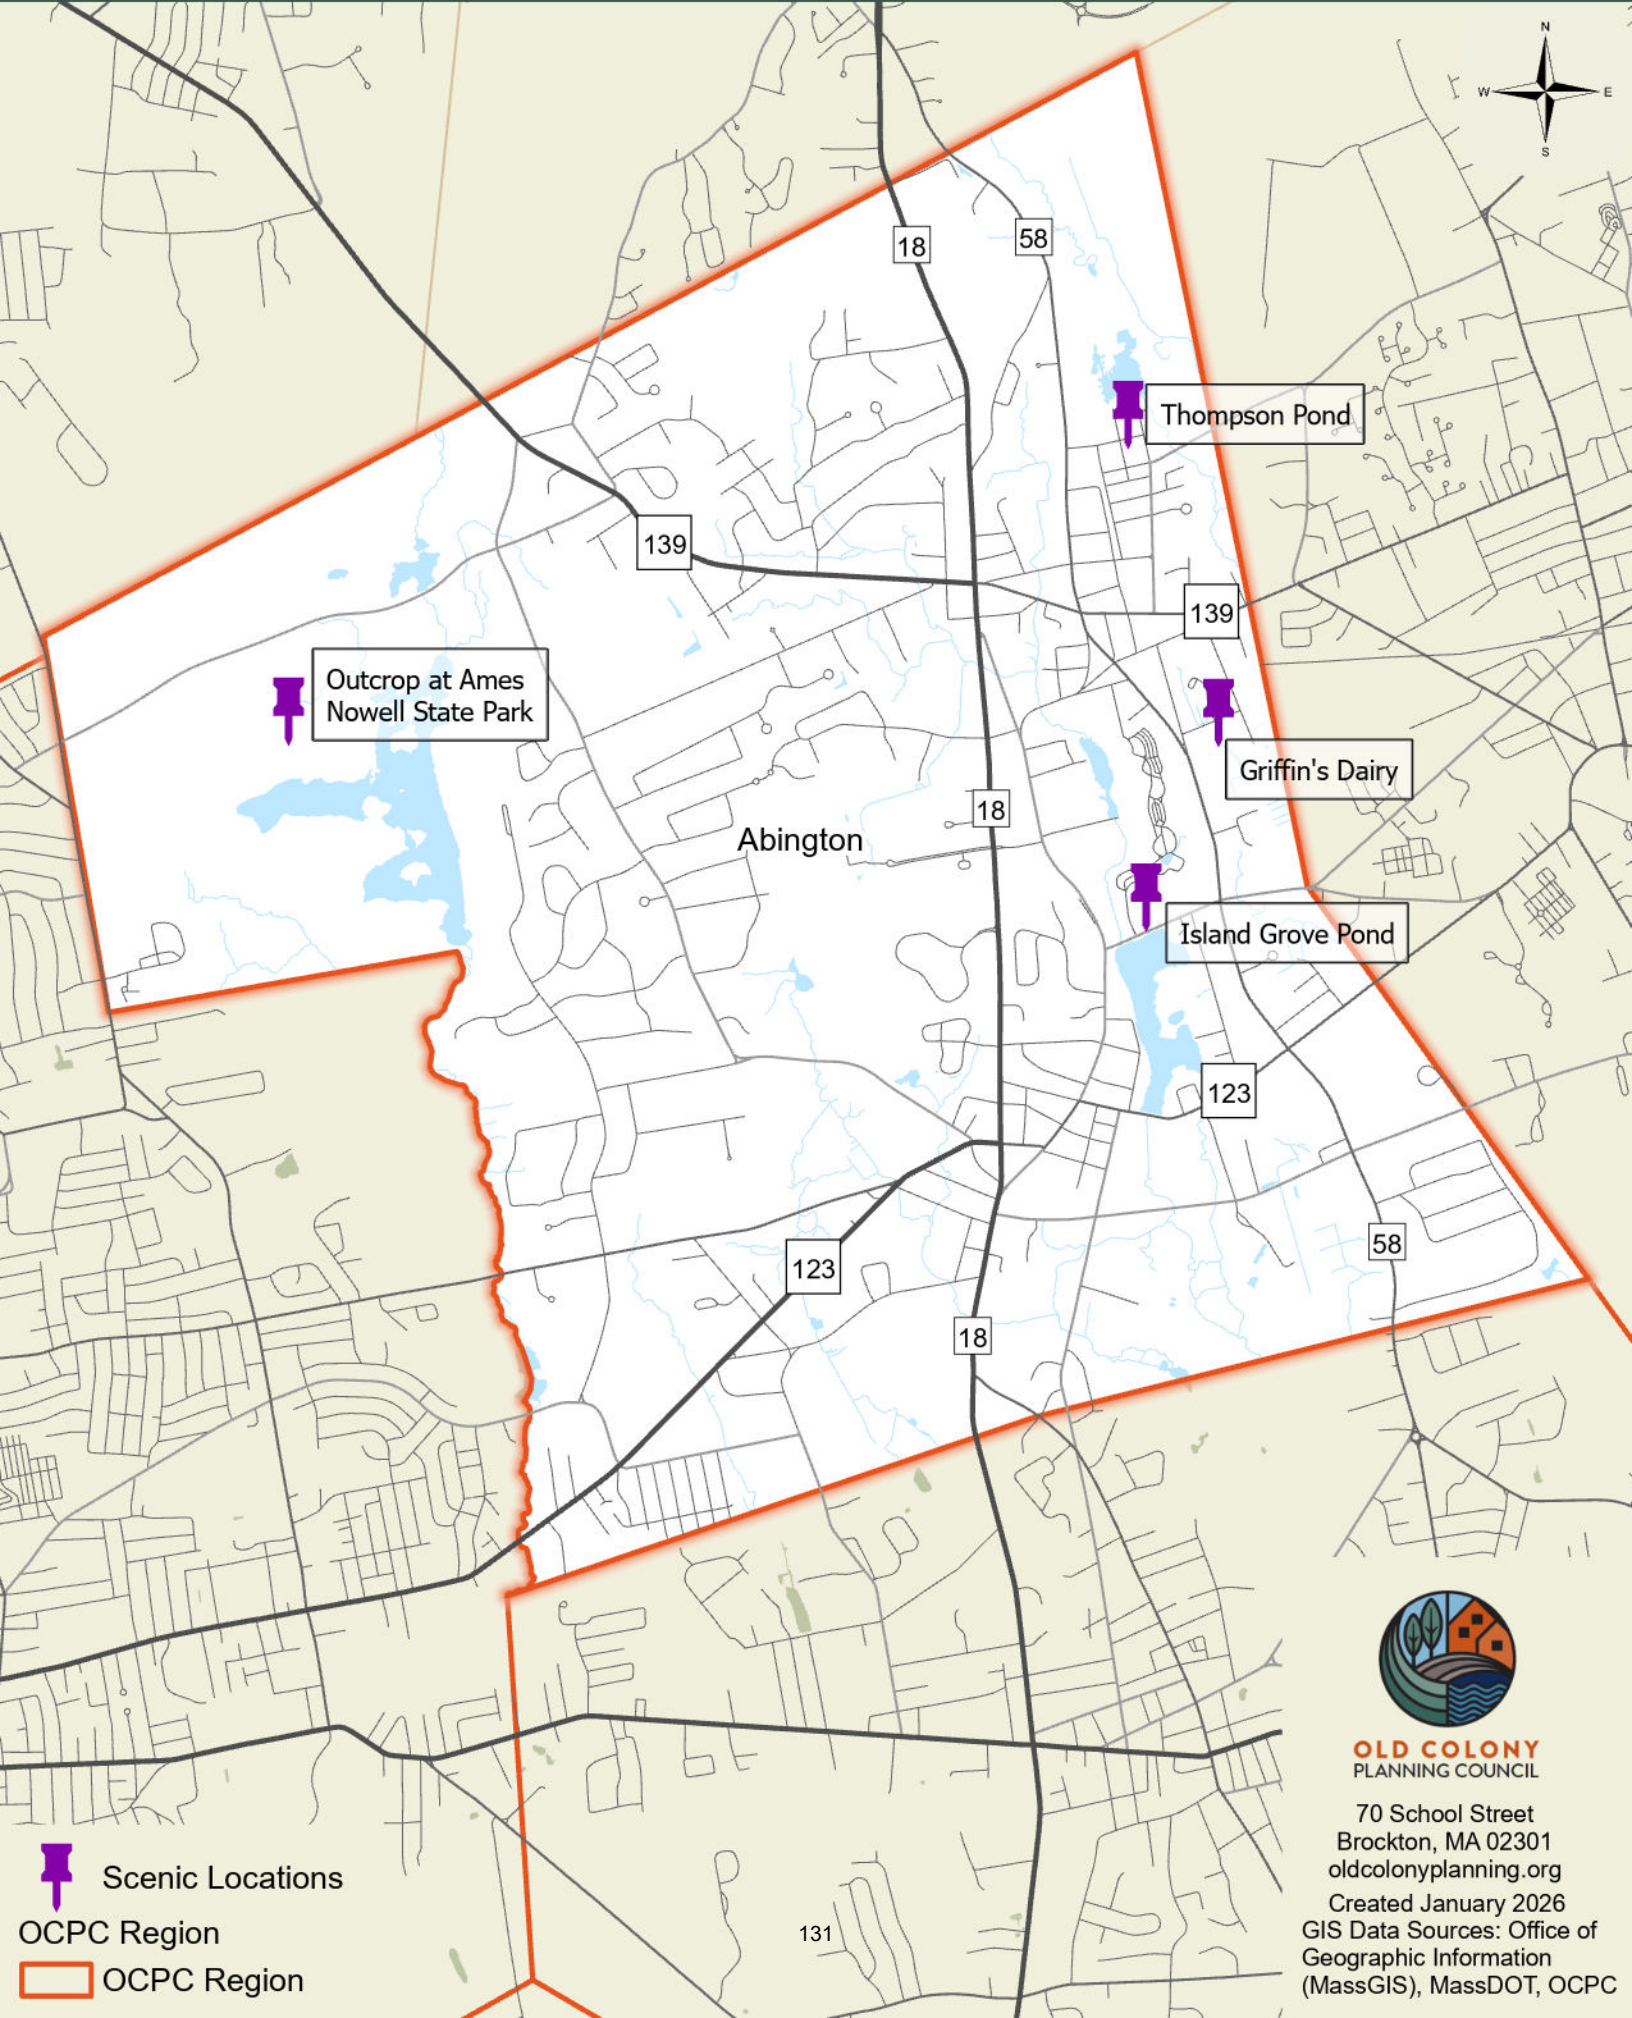 N
W E
S
18
58
Thompson Pond
139
139
Outcrop at Ames
Nowell State Park
Griffin's Dairy
18
Abington
Island Grove Pond
123
58
123
18
OLD COLONY
PLANNING COUNCIL
70 School Street
Brockton, MA 02301
oldcolonyplanning.org
Created January 2026
GIS Data Sources: Office of
Geographic Information
(MassGIS), MassDOT, OCPC
Scenic Locations
OCPC Region
OCPC Region
131